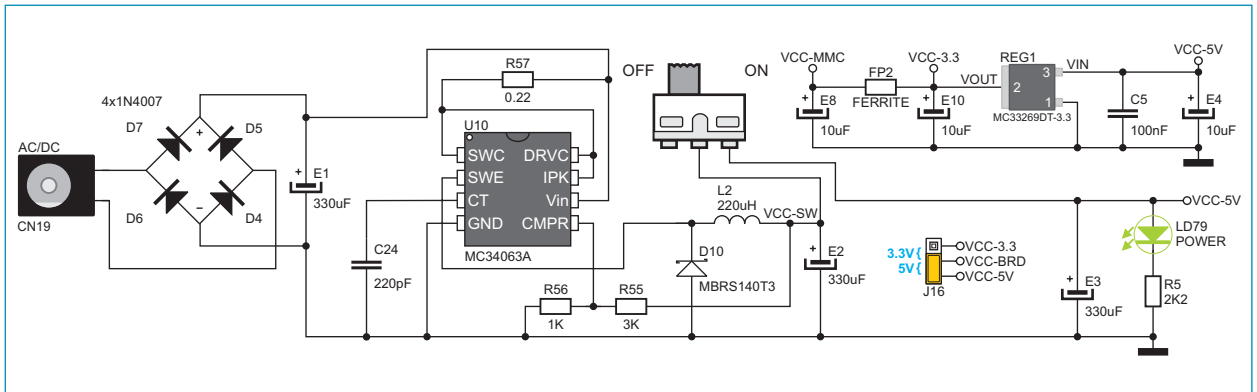 AC/DC
CN19
4x1N4007
D7
D5
D6
D4
+
–
+
E1
330uF
R57
0.22
U10
SWC
DRVC
SWE
IPK
CT
Vin
GND
CMPR
MC34063A
C24
220pF
R56
1K
R55
3K
D10
MBRS140T3
L2
220uH
VCC-SW
+
E2
330uF
OFF
ON
VCC-MMC
FP2
FERRITE
VCC-3.3
+
E8
10uF
+
E10
10uF
REG1
VOUT
VIN
3
2
1
MC33269DT-3.3
VCC-5V
C5
100nF
+
E4
10uF
3.3V{
5V{
VCC-3.3
VCC-BRD
VCC-5V
J16
+
E3
330uF
VCC-5V
LD79
POWER
R5
2K2